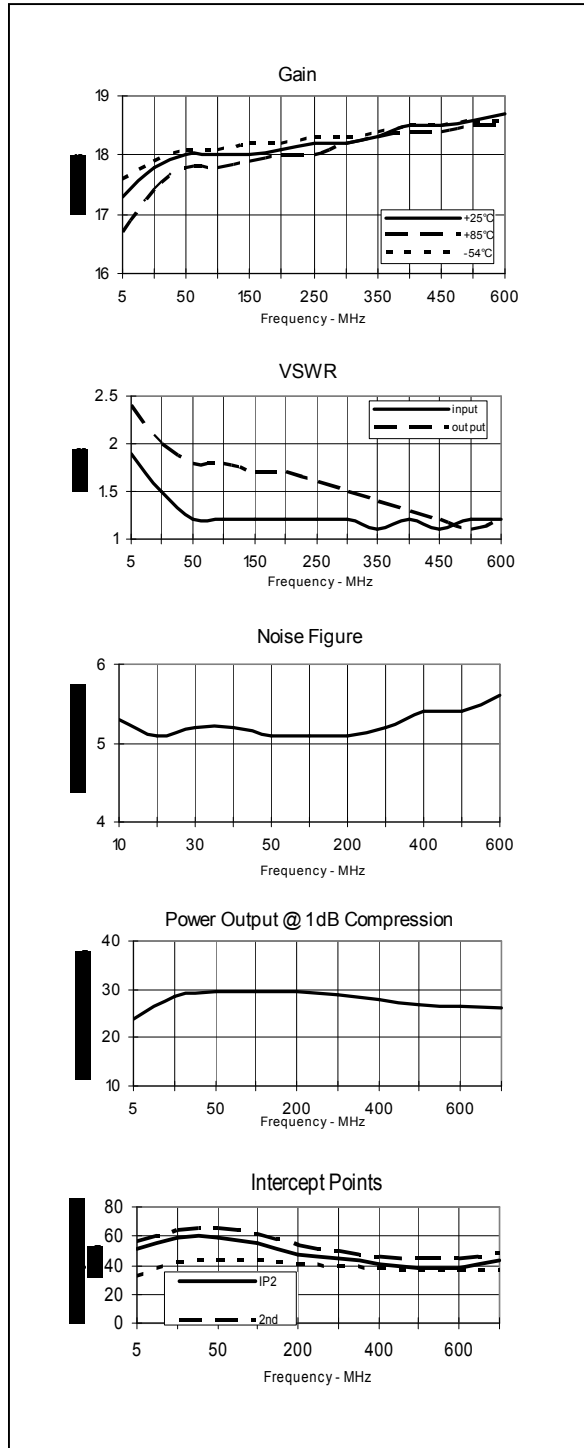 Gain
19
18
17
16
+25°C
+85°C
-54°C
5 50 150 250 350 450 600
Frequency - MHz
VSWR
2.5
2
1.5
1
input
output
5 50 150 250 350 450 600
Frequency - MHz
Noise Figure
6
5
4
10 30 50 200 400 600
Frequency - MHz
Power Output @ 1dB Compression
40
30
20
10
5 50 200 400 600
Frequency - MHz
Intercept Points
80
60
40
20
0
IP2
2nd
5 50 200 400 600
Frequency - MHz